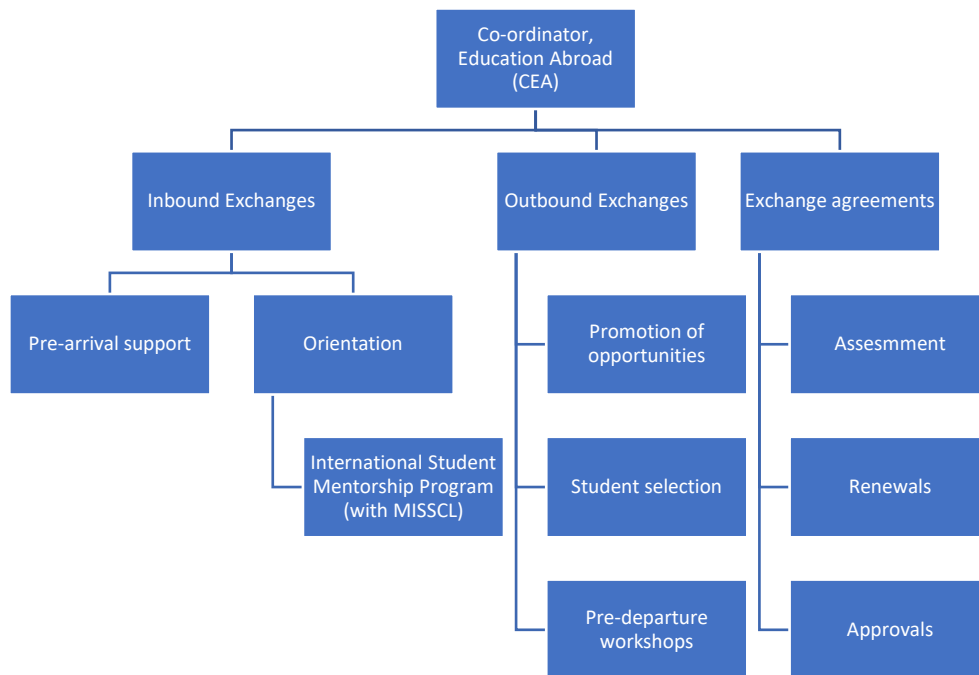 Co-ordinator,
Education Abroad
(CEA)
Inbound Exchanges
Outbound Exchanges
Exchange agreements
Pre-arrival support
Orientation
Promotion of
opportunities
Assesmment
International Student
Mentorship Program
(with MISSCL)
Student selection
Renewals
Pre-departure
workshops
Approvals